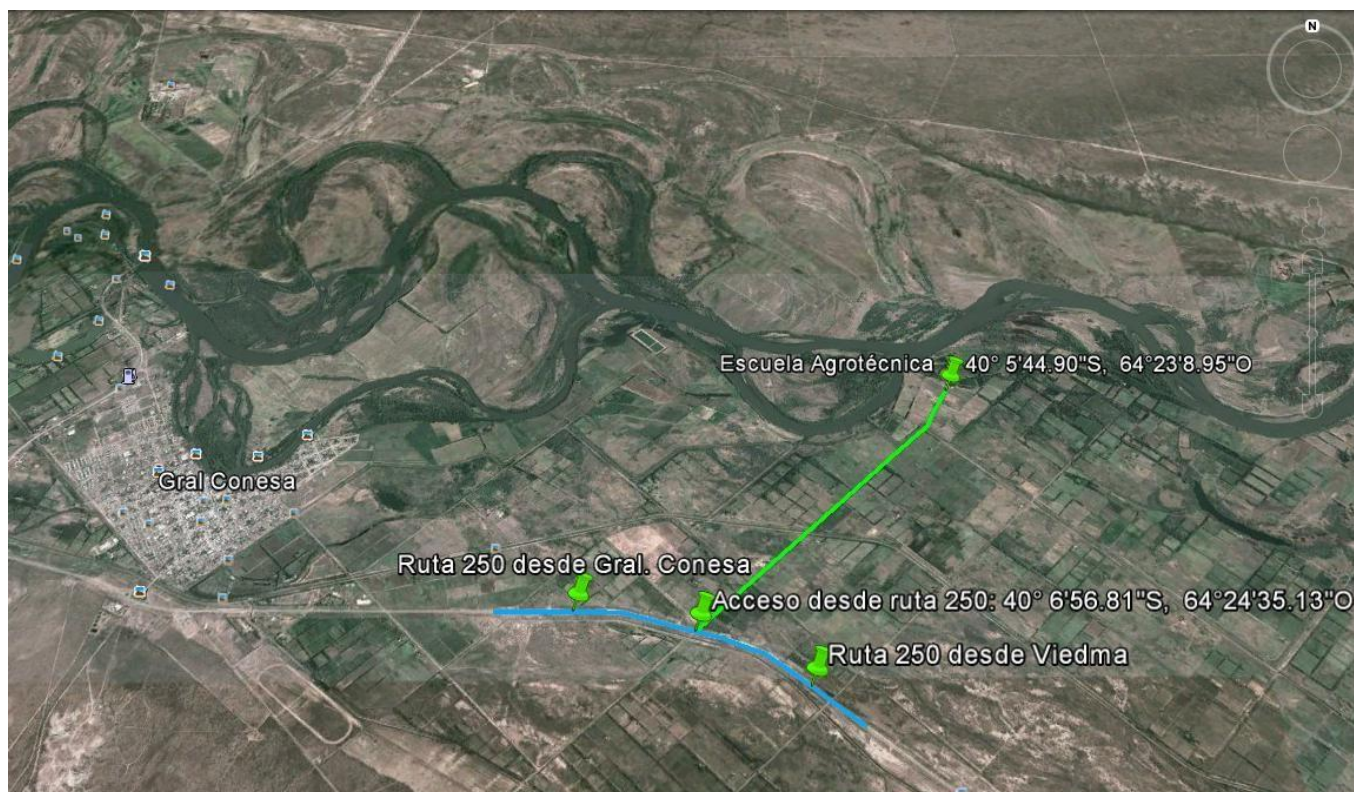 N
Escuela Agrotécnica 40° 5'44.90"S, 64°23'8.95"O
Gral Conesa
Ruta 250 desde Gral. Conesa
Acceso desde ruta 250: 40° 6'56.81"S, 64°24'35.13"O
Ruta 250 desde Viedma